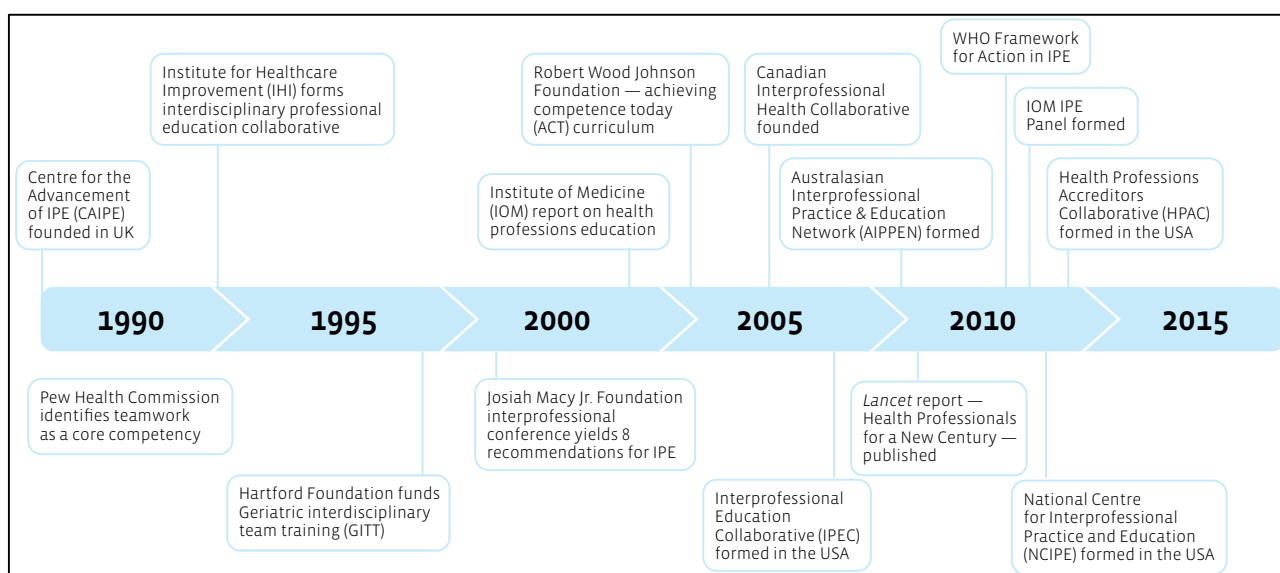 WHO Framework
for Action in IPE
Institute for Healthcare
Improvement (IHI) forms
interdisciplinary professional
education collaborative
Robert Wood Johnson
Foundation — achieving
competence today
(ACT) curriculum
Canadian
Interprofessional
Health Collaborative
founded
IOM IPE
Panel formed
Centre for the
Advancement
of IPE (CAIPE)
founded in UK
Institute of Medicine
(IOM) report on health
professions education
Australasian
Interprofessional
Practice & Education
Network (AIPPEN) formed
Health Professions
Accreditors
Collaborative (HPAC)
formed in the USA
1990 1995 2000 2005 2010 2015
Pew Health Commission
identifies teamwork
as a core competency
Josiah Macy Jr. Foundation
interprofessional
conference yields 8
recommendations for IPE
Lancet report —
Health Professionals
for a New Century —
published
Hartford Foundation funds
Geriatric interdisciplinary
team training (GITT)
Interprofessional
Education
Collaborative (IPEC)
formed in the USA
National Centre
for Interprofessional
Practice and Education
(NCIPE) formed in the USA